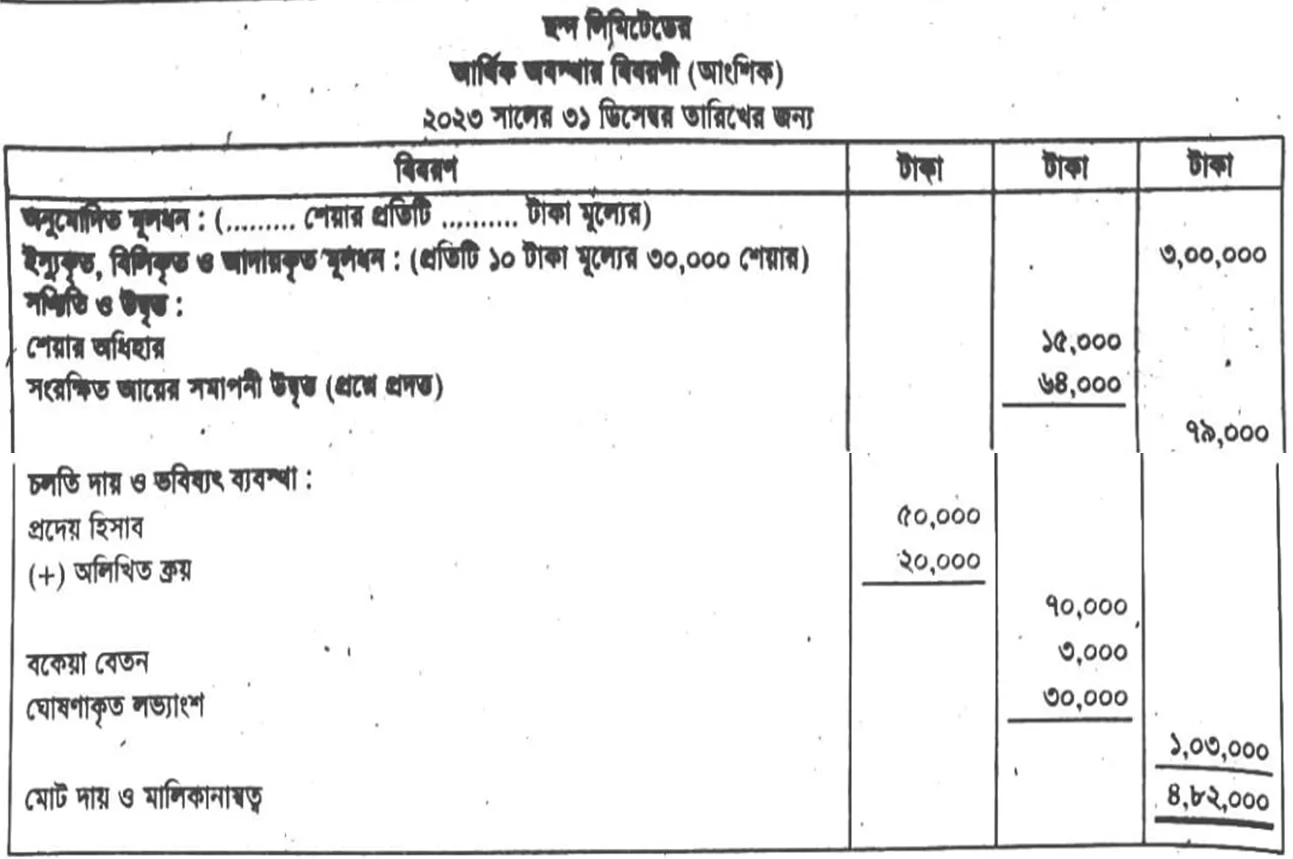 ছন্দ লিমিটেডের
আর্থিক অবস্থার বিবরণী (আংশিক)
২০২৩ সালের ৩১ ডিসেম্বর তারিখের জন্য
বিবরণ টাকা টাকা টাকা
অনুমোদিত মূলধন : (......... শেয়ার প্রতিটি .......... টাকা মূল্যের)
ইস্যুকৃত, বিলিকৃত ও আদায়কৃত মূলধন : (প্রতিটি ১০ টাকা মূল্যের ৩০,০০০ শেয়ার) ৩,০০,০০০
সঞ্চিতি ও উদ্বৃত্ত :
শেয়ার অধিহার ১৫,০০০
সংরক্ষিত আয়ের সমাপনী উদ্বৃত্ত (প্রশ্নে প্রদত্ত) ৬৪,০০০
৭৯,০০০
চলতি দায় ও ভবিষ্যৎ ব্যবস্থা :
প্রদেয় হিসাব ৫০,০০০
(+) অলিখিত ক্রয় ২০,০০০
৭০,০০০
বকেয়া বেতন ৩,০০০
ঘোষণাকৃত লভ্যাংশ ৩০,০০০
১,০৩,০০০
মোট দায় ও মালিকানাস্বত্ব ৪,৮২,০০০